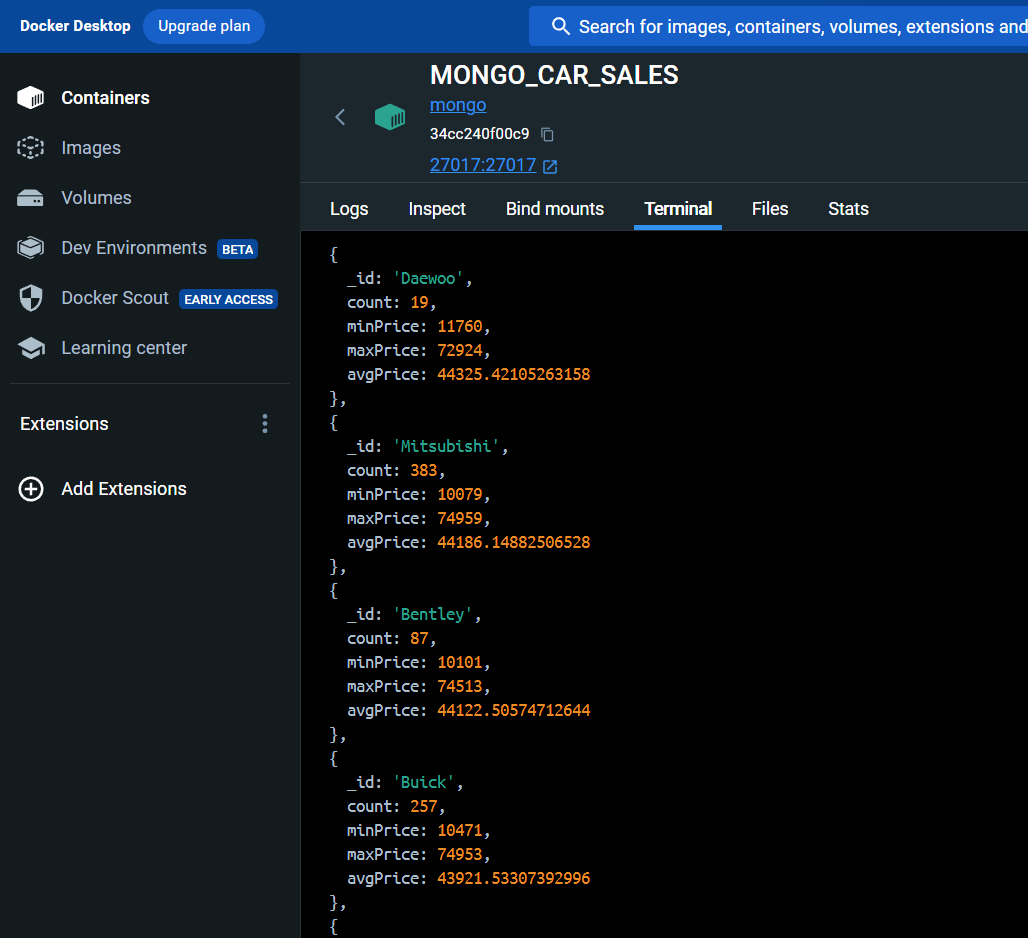 Docker Desktop
Upgrade plan
Search for images, containers, volumes, extensions and
Containers
Images
Volumes
Dev Environments BETA
Docker Scout EARLY ACCESS
Learning center
Extensions
Add Extensions
MONGO_CAR_SALES
mongo
34cc240f00c9
27017:27017
Logs Inspect Bind mounts Terminal Files Stats
{
_id: 'Daewoo',
count: 19,
minPrice: 11760,
maxPrice: 72924,
avgPrice: 44325.42105263158
},
{
_id: 'Mitsubishi',
count: 383,
minPrice: 10079,
maxPrice: 74959,
avgPrice: 44186.14882506528
},
{
_id: 'Bentley',
count: 87,
minPrice: 10101,
maxPrice: 74513,
avgPrice: 44122.50574712644
},
{
_id: 'Buick',
count: 257,
minPrice: 10471,
maxPrice: 74953,
avgPrice: 43921.53307392996
},
{